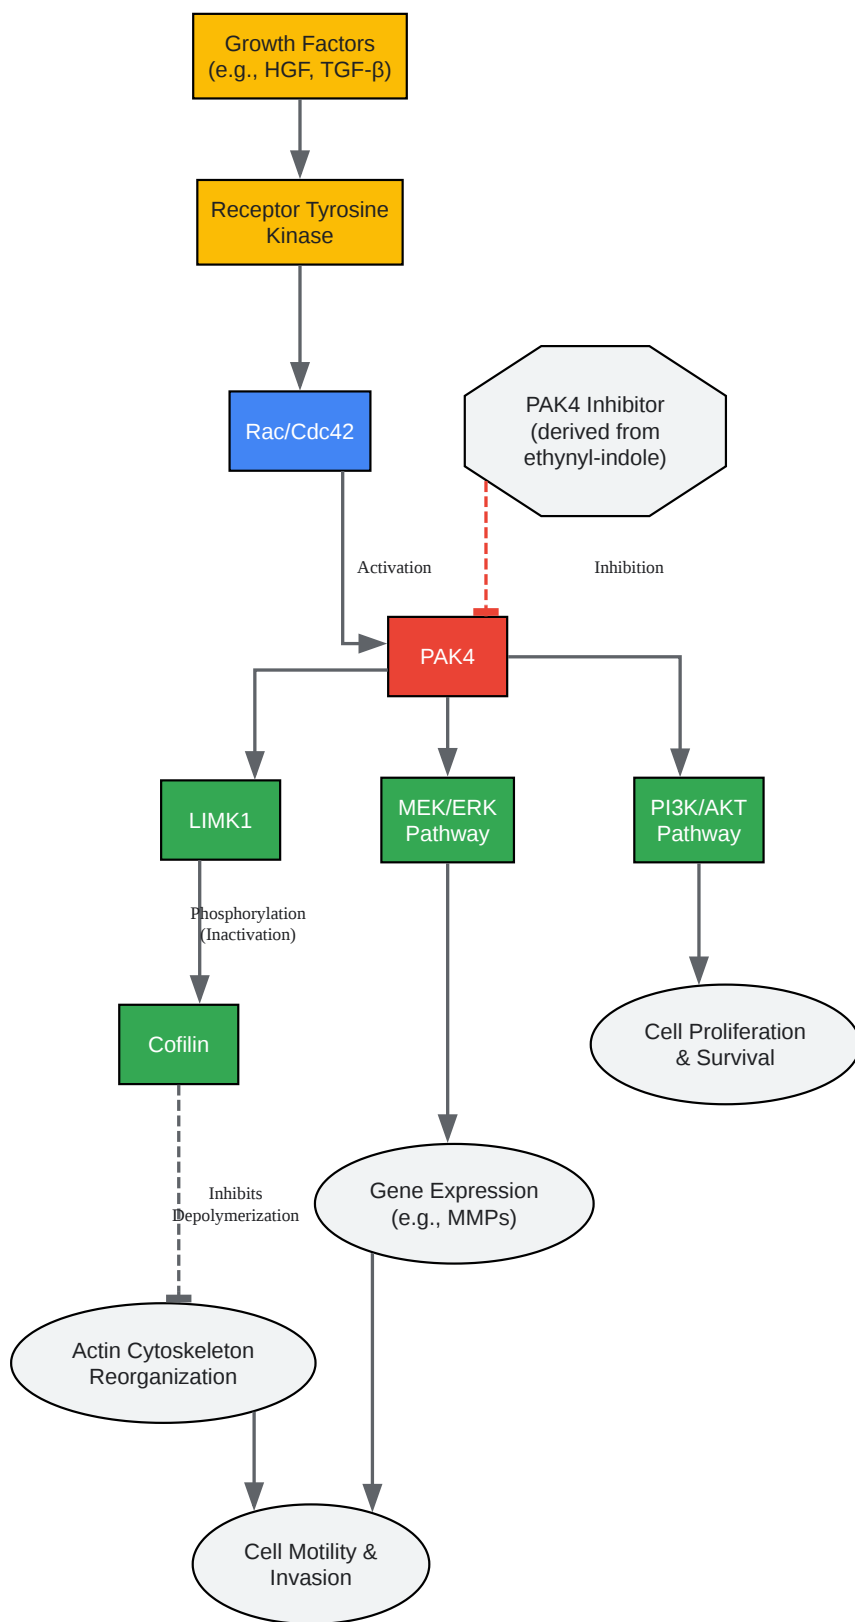 Growth Factors
(e.g., HGF, TGF-β)
Receptor Tyrosine
Kinase
Rac/Cdc42
PAK4 Inhibitor
(derived from
ethynyl-indole)
Activation
Inhibition
PAK4
LIMK1
MEK/ERK
Pathway
PI3K/AKT
Pathway
Phosphorylation
(Inactivation)
Cofilin
Cell Proliferation
& Survival
Inhibits
Depolymerization
Gene Expression
(e.g., MMPs)
Actin Cytoskeleton
Reorganization
Cell Motility &
Invasion